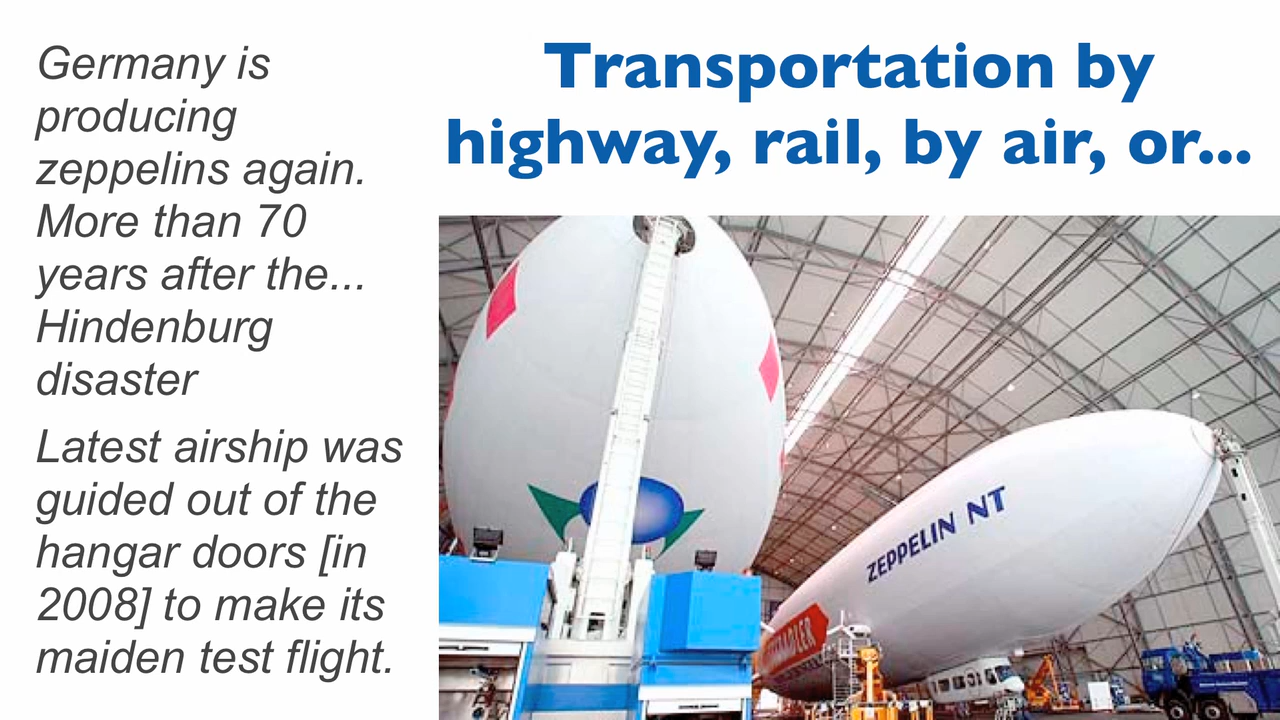 Germany is
producing
zeppelins again.
More than 70
years after the...
Hindenburg
disaster
Latest airship was
guided out of the
hangar doors [in
2008] to make its
maiden test flight.
Transportation by
highway, rail, by air, or...
ZEPPELIN NT